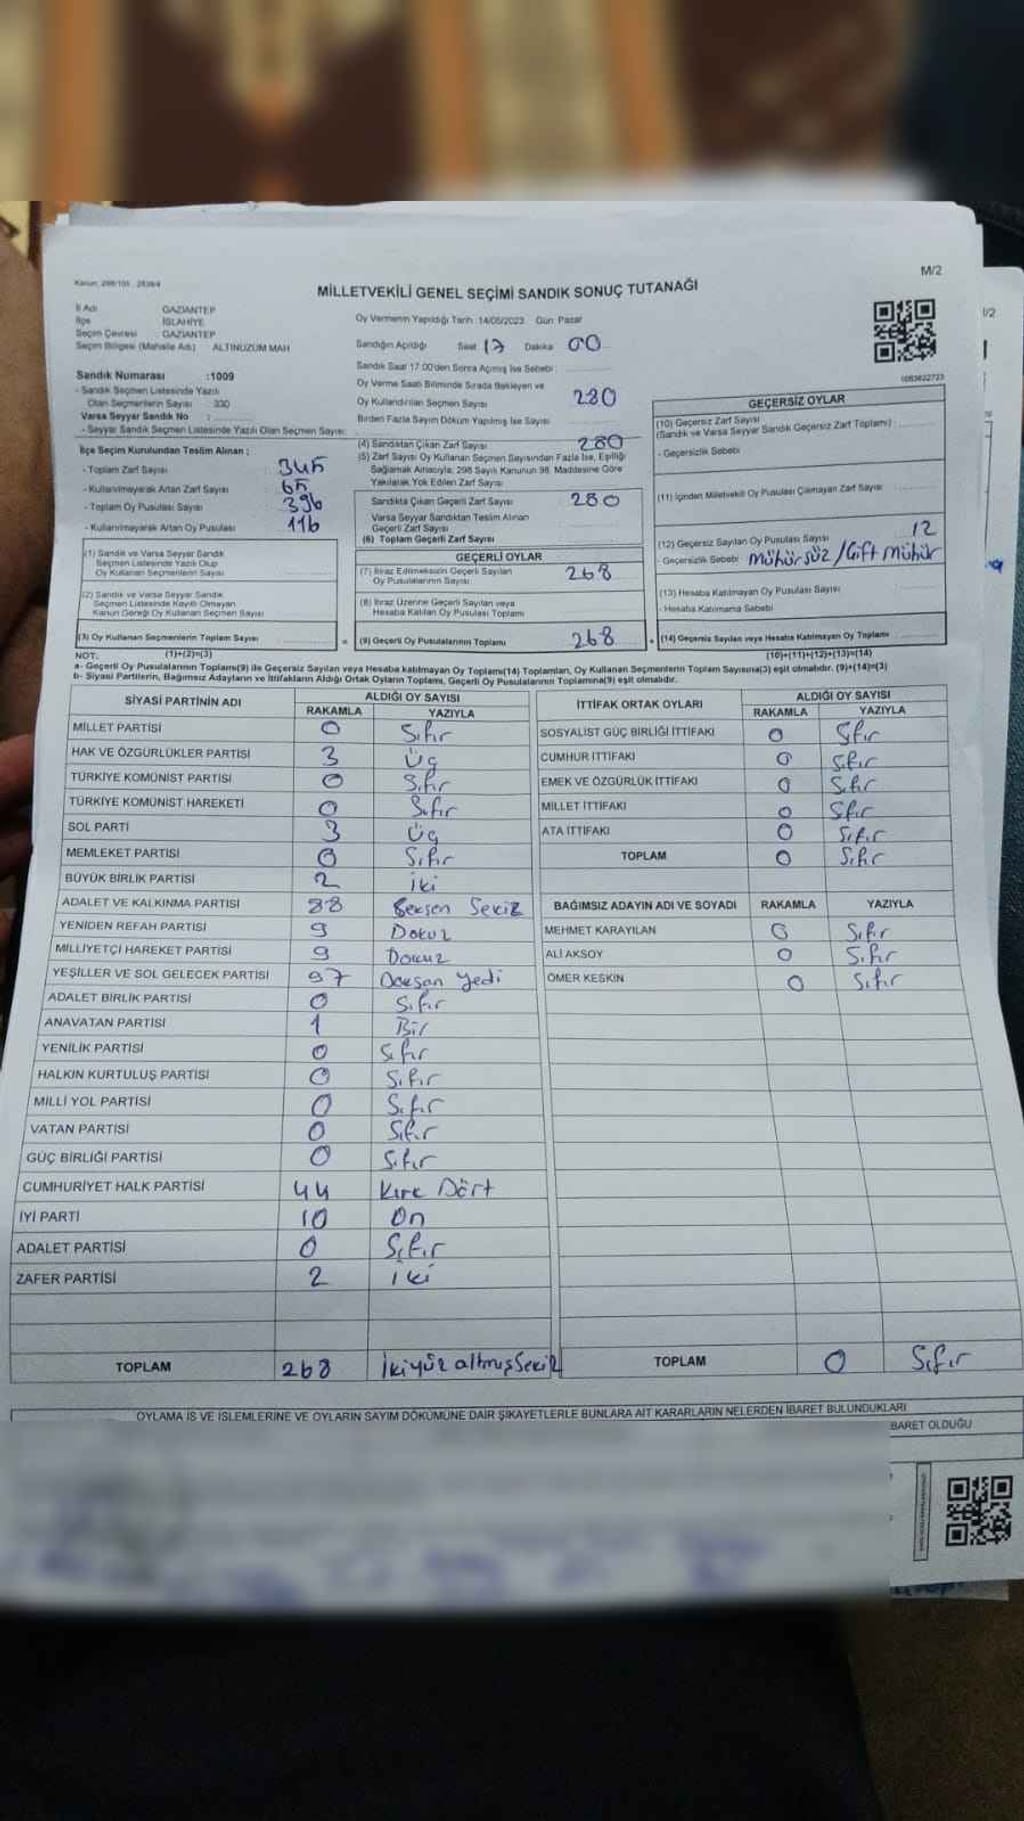 M/2
Kanun: 298/105
MİLLETVEKİLİ GENEL SEÇİMİ SANDIK SONUÇ TUTANAĞI
İl Adı GAZİANTEP
İlçe İSLAHİYE
Seçim Çevresi GAZİANTEP
Seçim Bölgesi (Mahalle Adı) ALTINÜZÜM MAH
Sandık Numarası :1009
- Sandık Seçmen Listesinde Yazılı
Olan Seçmenlerin Sayısı 330
Varsa Seyyar Sandık No :
- Seyyar Sandık Seçmen Listesinde Yazılı Olan Seçmen Sayısı:
İlçe Seçim Kurulundan Teslim Alınan :
- Toplam Zarf Sayısı 345
- Kullanılmayarak Artan Zarf Sayısı 65
- Toplam Oy Pusulası Sayısı 396
- Kullanılmayarak Artan Oy Pusulası 116
(1) Sandık ve Varsa Seyyar Sandık
Seçmen Listesinde Yazılı Olup
Oy Kullanan Seçmenlerin Sayısı
(2) Sandık ve Varsa Seyyar Sandık
Seçmen Listesinde Kayıtlı Olmayan
Kanun Gereği Oy Kullanan Seçmen Sayısı
(3) Oy Kullanan Seçmenlerin Toplam Sayısı
Oy Vermenin Yapıldığı Tarih: 14/05/2023 Gün: Pazar
Sandığın Açıldığı Saat 17 Dakika 00
Sandık Saat 17.00'den Sonra Açılmış İse Sebebi :
Oy Verme Saati Bitiminde Sırada Bekleyen ve
Oy Kullandırılan Seçmen Sayısı 280
Birden Fazla Sayım Döküm Yapılmış İse Sayısı
(4) Sandıktan Çıkan Zarf Sayısı 280
(5) Zarf Sayısı Oy Kullanan Seçmen Sayısından Fazla İse, Eşitliği
Sağlamak Amacıyla; 298 Sayılı Kanunun 98. Maddesine Göre
Yakılarak Yok Edilen Zarf Sayısı
Sandıkta Çıkan Geçerli Zarf Sayısı 280
Varsa Seyyar Sandıktan Teslim Alınan
Geçerli Zarf Sayısı
(6) Toplam Geçerli Zarf Sayısı
GEÇERLİ OYLAR
(7) İtiraz Edilmeksizin Geçerli Sayılan
Oy Pusulalarının Sayısı 268
(8) İtiraz Üzerine Geçerli Sayılan veya
Hesaba Katılan Oy Pusulası Toplamı
= (9) Geçerli Oy Pusulalarının Toplamı 268
1083622723
GEÇERSİZ OYLAR
(10) Geçersiz Zarf Sayısı
(Sandık ve Varsa Seyyar Sandık Geçersiz Zarf Toplamı)
- Geçersizlik Sebebi
(11) İçinden Milletvekili Oy Pusulası Çıkmayan Zarf Sayısı
(12) Geçersiz Sayılan Oy Pusulası Sayısı 12
- Geçersizlik Sebebi Mühürsüz / Çift Mühür
(13) Hesaba Katılmayan Oy Pusulası Sayısı
- Hesaba Katılmama Sebebi
+ (14) Geçersiz Sayılan veya Hesaba Katılmayan Oy Toplamı
NOT: (1)+(2)=(3) (10)+(11)+(12)+(13)=(14)
a- Geçerli Oy Pusulalarının Toplamı(9) ile Geçersiz Sayılan veya Hesaba katılmayan Oy Toplamı(14) Toplamları, Oy Kullanan Seçmenlerin Toplam Sayısına(3) eşit olmalıdır. (9)+(14)=(3)
b- Siyasi Partilerin, Bağımsız Adayların ve İttifakların Aldığı Ortak Oyların Toplamı, Geçerli Oy Pusulalarının Toplamına(9) eşit olmalıdır.
SİYASİ PARTİNİN ADI ALDIĞI OY SAYISI
RAKAMLA YAZIYLA
MİLLET PARTİSİ 0 Sıfır
HAK VE ÖZGÜRLÜKLER PARTİSİ 3 Üç
TÜRKİYE KOMÜNİST PARTİSİ 0 Sıfır
TÜRKİYE KOMÜNİST HAREKETİ 0 Sıfır
SOL PARTİ 3 Üç
MEMLEKET PARTİSİ 0 Sıfır
BÜYÜK BİRLİK PARTİSİ 2 iki
ADALET VE KALKINMA PARTİSİ 88 Seksen Sekiz
YENİDEN REFAH PARTİSİ 9 Dokuz
MİLLİYETÇİ HAREKET PARTİSİ 9 Dokuz
YEŞİLLER VE SOL GELECEK PARTİSİ 97 Doksan yedi
ADALET BİRLİK PARTİSİ 0 Sıfır
ANAVATAN PARTİSİ 1 Bir
YENİLİK PARTİSİ 0 Sıfır
HALKIN KURTULUŞ PARTİSİ 0 Sıfır
MİLLİ YOL PARTİSİ 0 Sıfır
VATAN PARTİSİ 0 Sıfır
GÜÇ BİRLİĞİ PARTİSİ 0 Sıfır
CUMHURİYET HALK PARTİSİ 44 Kırk Dört
İYİ PARTİ 10 On
ADALET PARTİSİ 0 Sıfır
ZAFER PARTİSİ 2 iki
TOPLAM 268 ikiyüz altmış sekiz
İTTİFAK ORTAK OYLARI ALDIĞI OY SAYISI
RAKAMLA YAZIYLA
SOSYALİST GÜÇ BİRLİĞİ İTTİFAKI 0 Sıfır
CUMHUR İTTİFAKI 0 Sıfır
EMEK VE ÖZGÜRLÜK İTTİFAKI 0 Sıfır
MİLLET İTTİFAKI 0 Sıfır
ATA İTTİFAKI 0 Sıfır
TOPLAM 0 Sıfır
BAĞIMSIZ ADAYIN ADI VE SOYADI RAKAMLA YAZIYLA
MEHMET KARAYILAN 0 Sıfır
ALİ AKSOY 0 Sıfır
ÖMER KESKİN 0 Sıfır
TOPLAM 0 Sıfır
OYLAMA İŞ VE İŞLEMLERİNE VE OYLARIN SAYIM DÖKÜMÜNE DAİR ŞİKAYETLERLE BUNLARA AİT KARARLARIN NELERDEN İBARET BULUNDUKLARI
BARET OLDUĞU